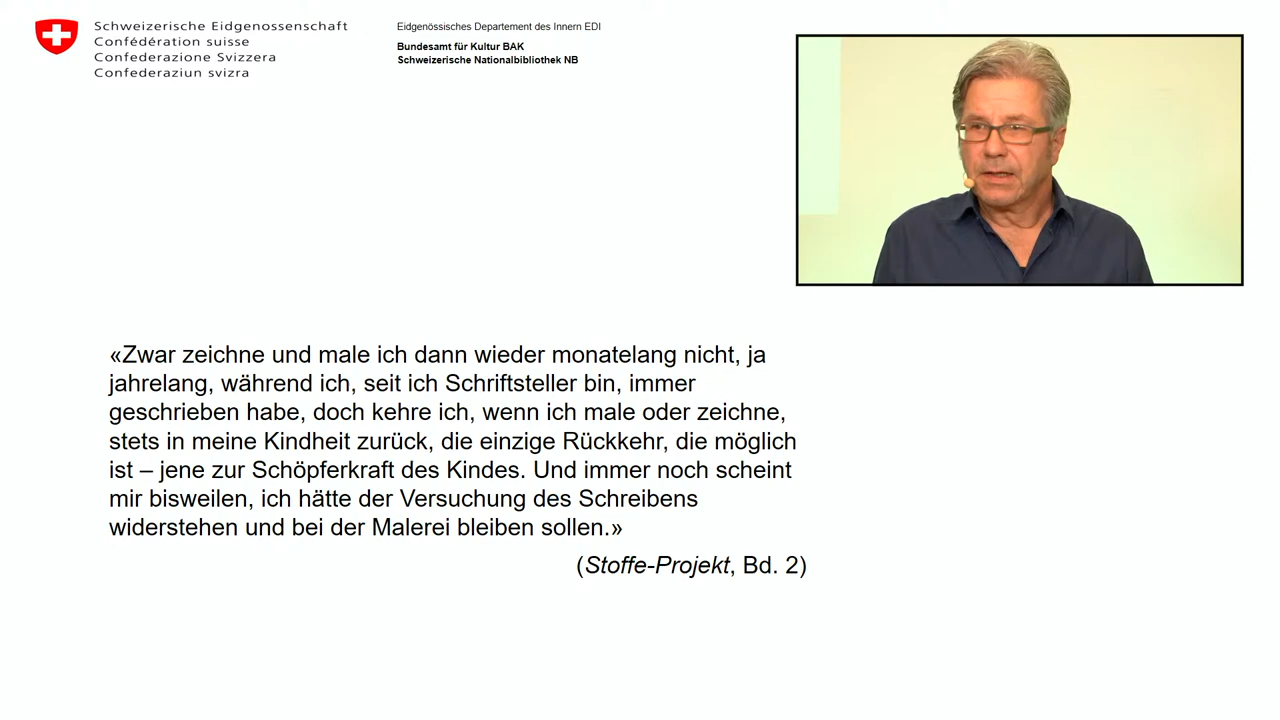 Schweizerische Eidgenossenschaft
Confédération suisse
Confederazione Svizzera
Confederaziun svizra
Eidgenössisches Departement des Innern EDI
Bundesamt für Kultur BAK
Schweizerische Nationalbibliothek NB
«Zwar zeichne und male ich dann wieder monatelang nicht, ja
jahrelang, während ich, seit ich Schriftsteller bin, immer
geschrieben habe, doch kehre ich, wenn ich male oder zeichne,
stets in meine Kindheit zurück, die einzige Rückkehr, die möglich
ist – jene zur Schöpferkraft des Kindes. Und immer noch scheint
mir bisweilen, ich hätte der Versuchung des Schreibens
widerstehen und bei der Malerei bleiben sollen.»
(Stoffe-Projekt, Bd. 2)